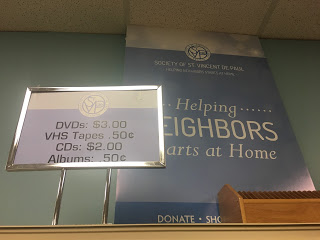 DVDs: $3.00
VHS Tapes .50¢
CDs: $2.00
Albums: .50¢
SOCIETY OF ST. VINCENT DE PAUL
....Helping......
EIGHBORS
arts at Home
DONATE • SHO